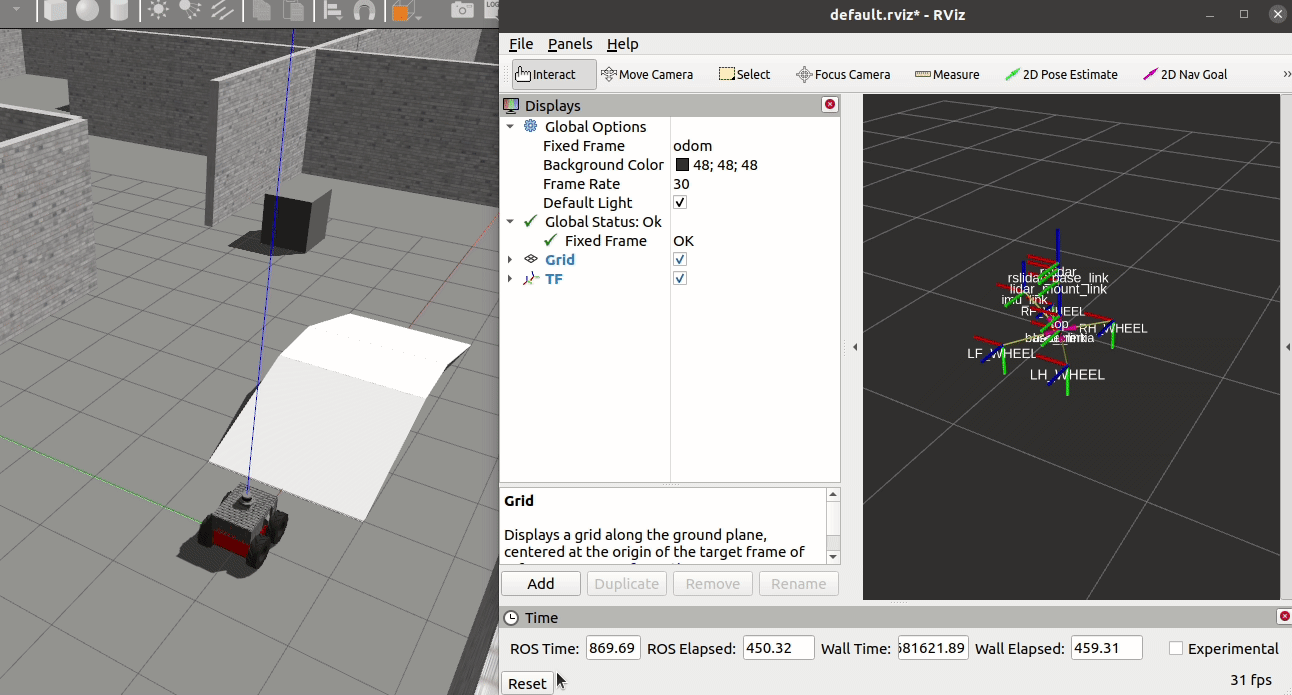 LOG
default.rviz* - RViz
File Panels Help
Interact Move Camera Select Focus Camera Measure 2D Pose Estimate 2D Nav Goal »
Displays
Global Options
Fixed Frame odom
Background Color 48; 48; 48
Frame Rate 30
Default Light ✓
Global Status: Ok
Fixed Frame OK
Grid
TF
Grid
Displays a grid along the ground plane,
centered at the origin of the target frame of
Add Duplicate Remove Rename
rslidar
rslidar_base_link
lidar_mount_link
imu_link
RF_WHEEL
top
RH_WHEEL
LF_WHEEL
LH_WHEEL
Time
ROS Time: 869.69 ROS Elapsed: 450.32 Wall Time: 581621.89 Wall Elapsed: 459.31 Experimental
Reset 31 fps